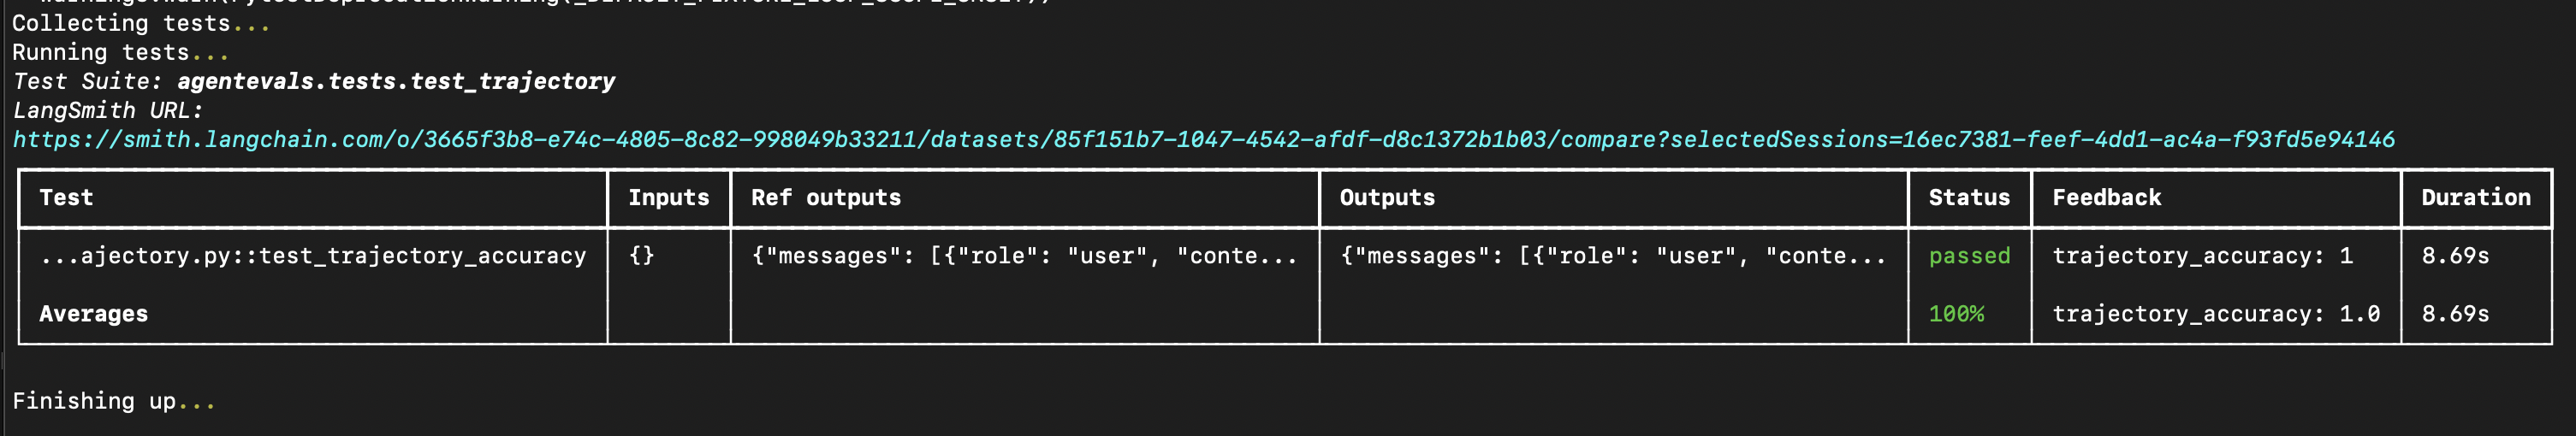 Collecting tests...
Running tests...
Test Suite: agentevals.tests.test_trajectory
LangSmith URL:
https://smith.langchain.com/o/3665f3b8-e74c-4805-8c82-998049b33211/datasets/85f151b7-1047-4542-afdf-d8c1372b1b03/compare?selectedSessions=16ec7381-feef-4dd1-ac4a-f93fd5e94146
Test Inputs Ref outputs Outputs Status Feedback Duration
...ajectory.py::test_trajectory_accuracy {} {"messages": [{"role": "user", "conte... {"messages": [{"role": "user", "conte... passed trajectory_accuracy: 1 8.69s
Averages 100% trajectory_accuracy: 1.0 8.69s
Finishing up...